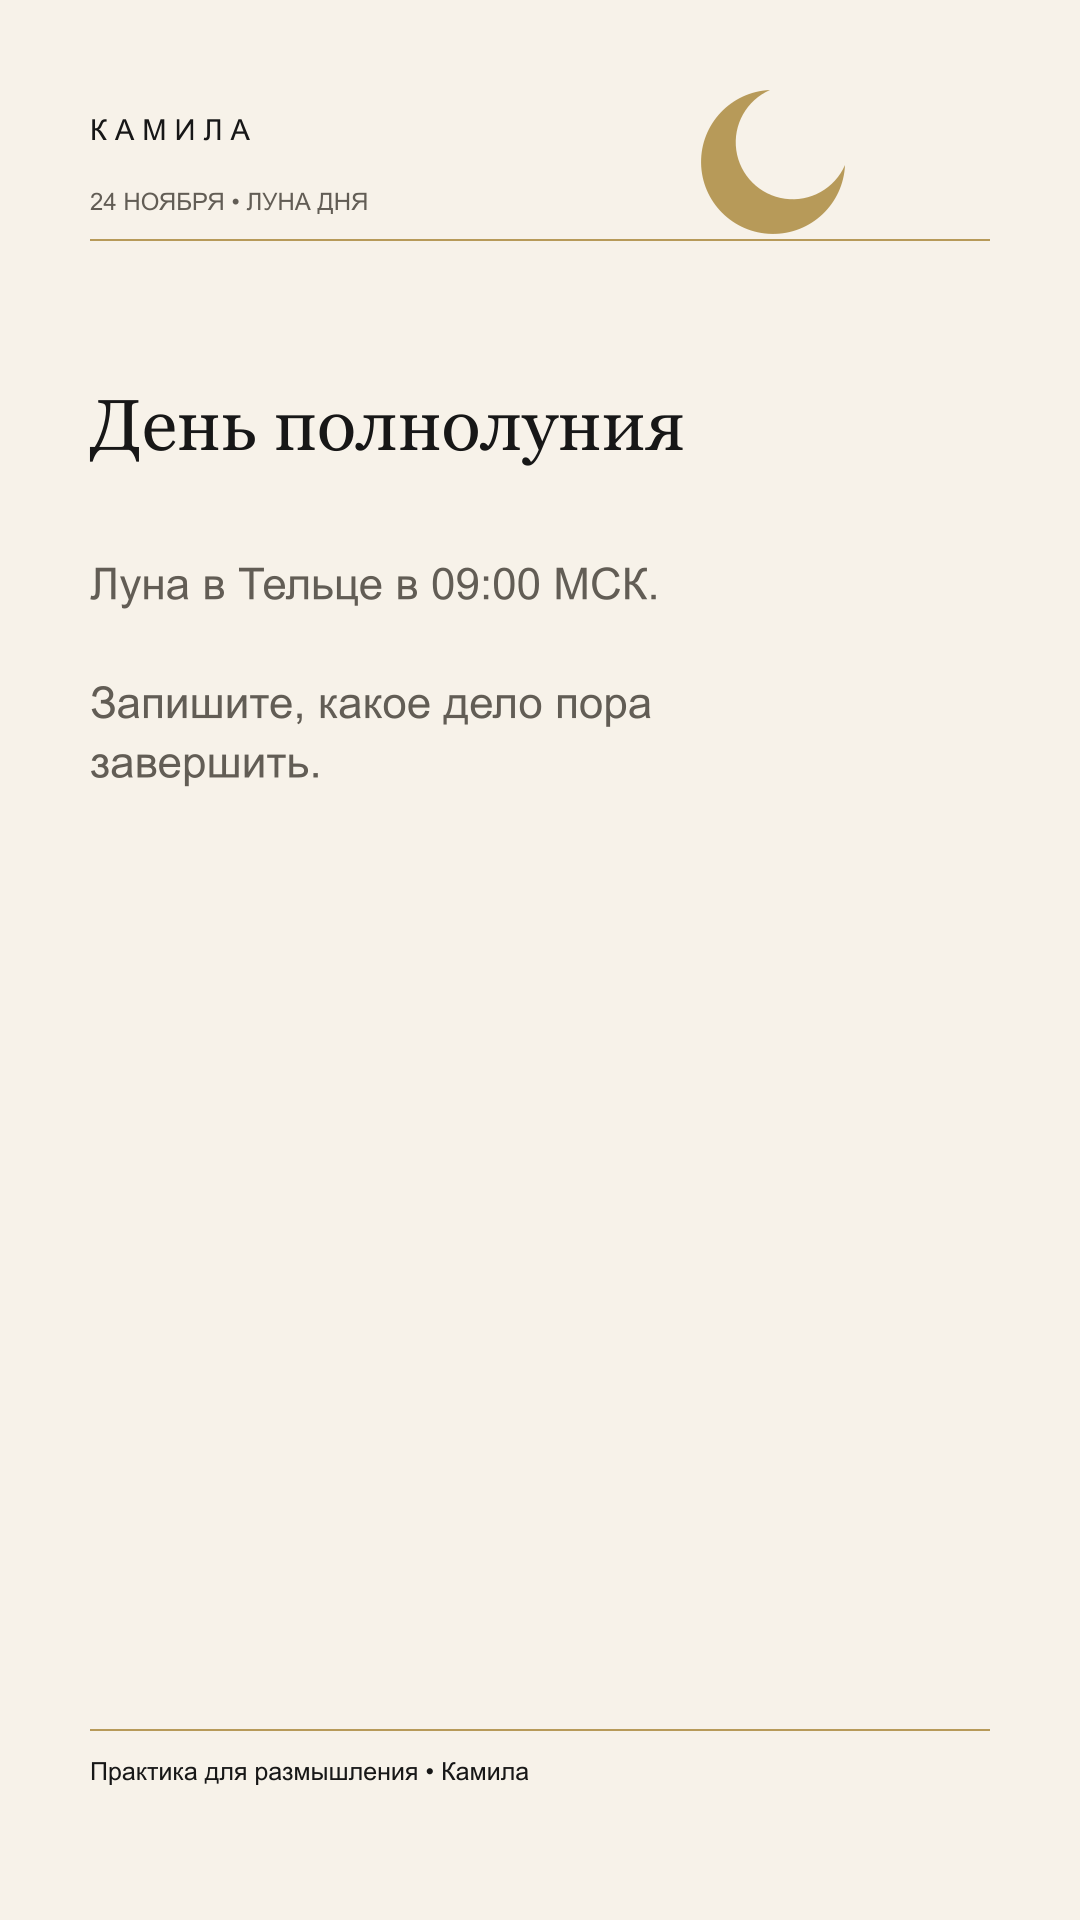 КАМИЛА
24 НОЯБРЯ • ЛУНА ДНЯ
День полнолуния
Луна в Тельце в 09:00 МСК.
Запишите, какое дело пора
завершить.
Практика для размышления • Камила